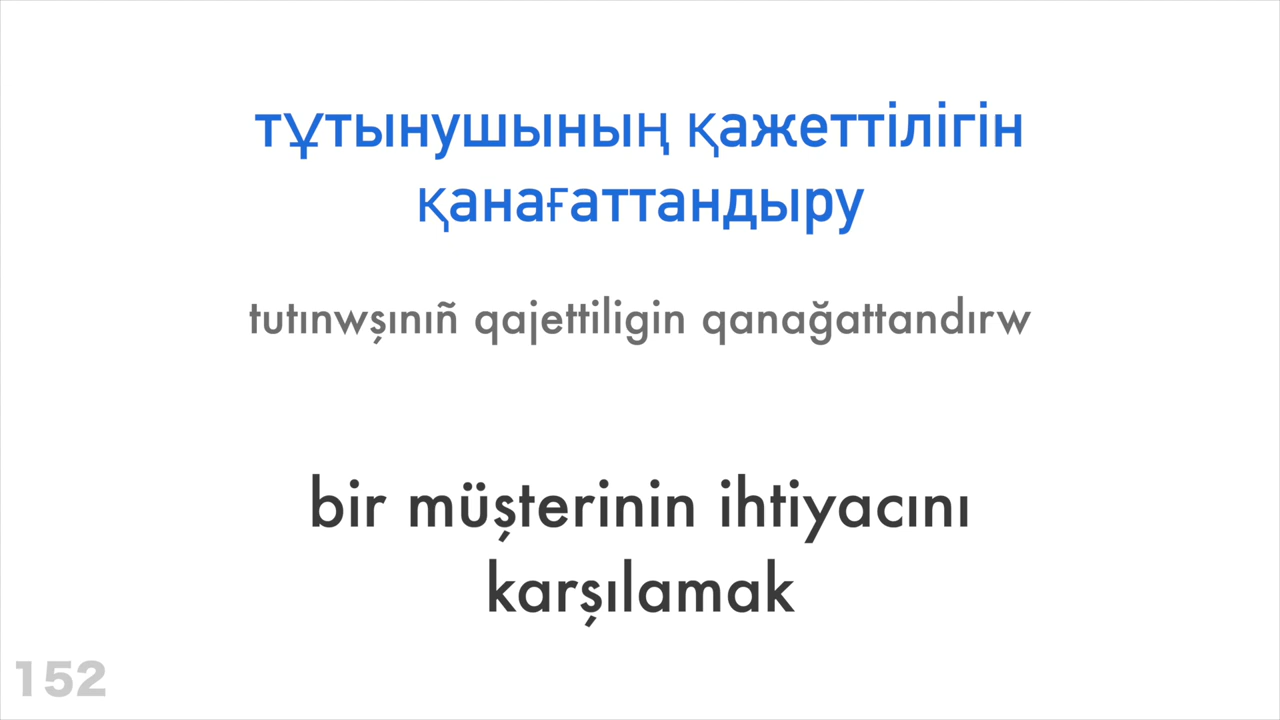 тұтынушының қажеттілігін
қанағаттандыру
tutınwşınıñ qajettiligin qanağattandırw
bir müşterinin ihtiyacını
karşılamak
152